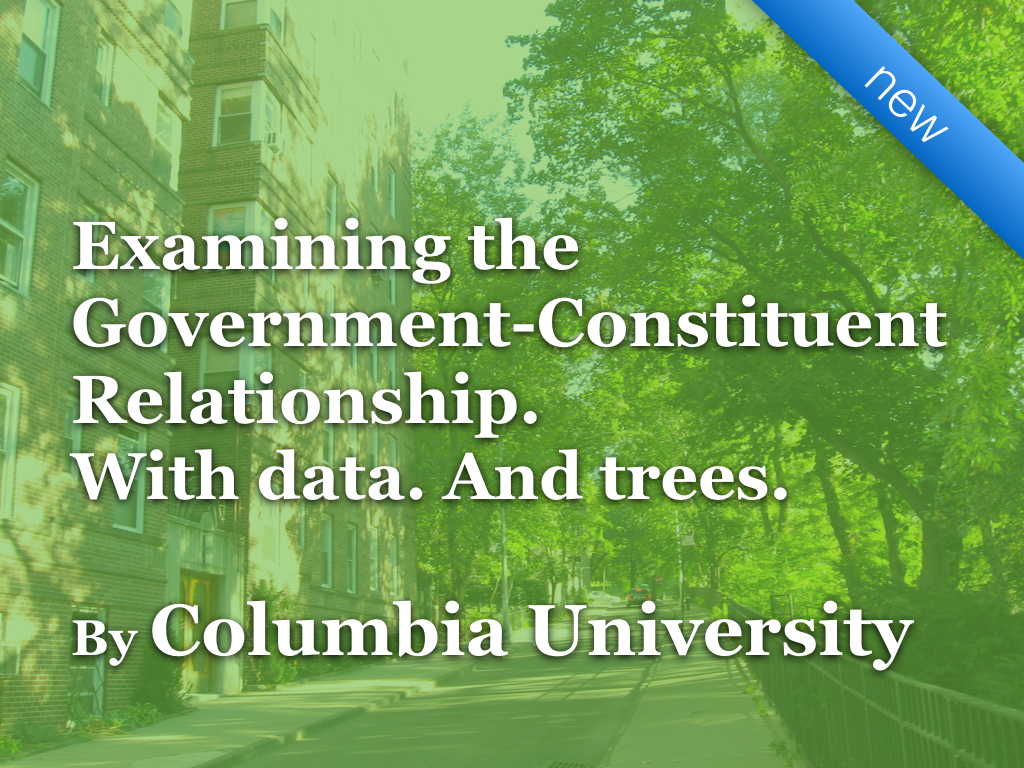 new
Examining the
Government-Constituent
Relationship.
With data. And trees.
By Columbia University